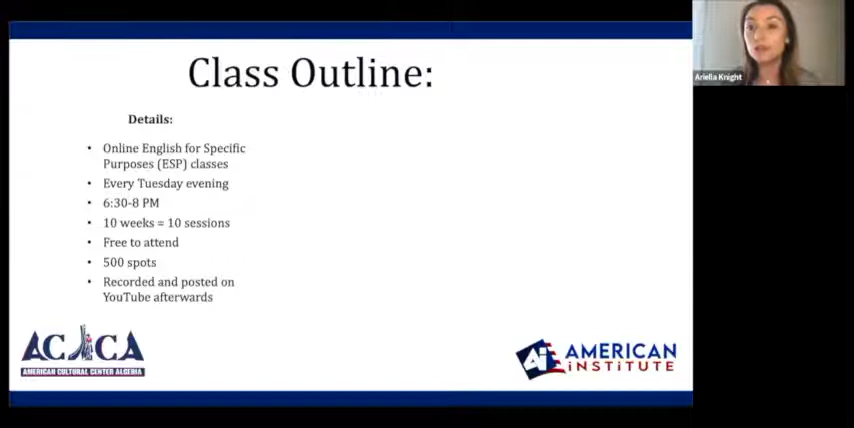 Class Outline:
Details:
• Online English for Specific
Purposes (ESP) classes
• Every Tuesday evening
• 6:30-8 PM
• 10 weeks = 10 sessions
• Free to attend
• 500 spots
• Recorded and posted on
YouTube afterwards
ACCA
AMERICAN CULTURAL CENTER ALGERIA
Ai AMERICAN
iNSTiTUTE
Ariella Knight